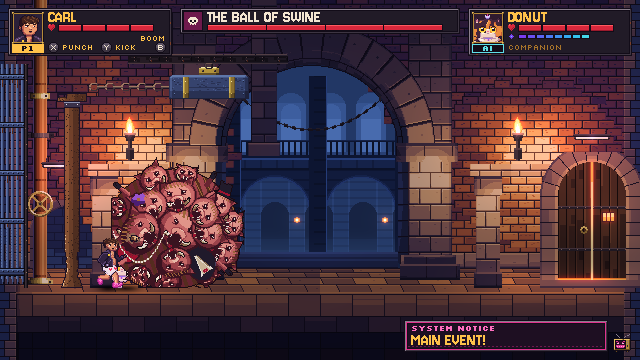 CARL
P1
X PUNCH Y KICK
BOOM
B
THE BALL OF SWINE
DONUT
AI
COMPANION
SYSTEM NOTICE
MAIN EVENT!